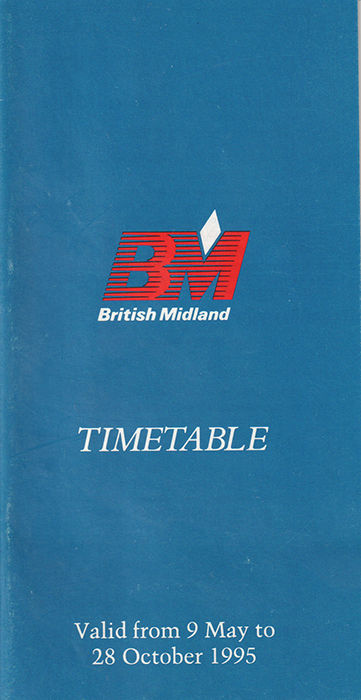 BM
British Midland
TIMETABLE
Valid from 9 May to
28 October 1995